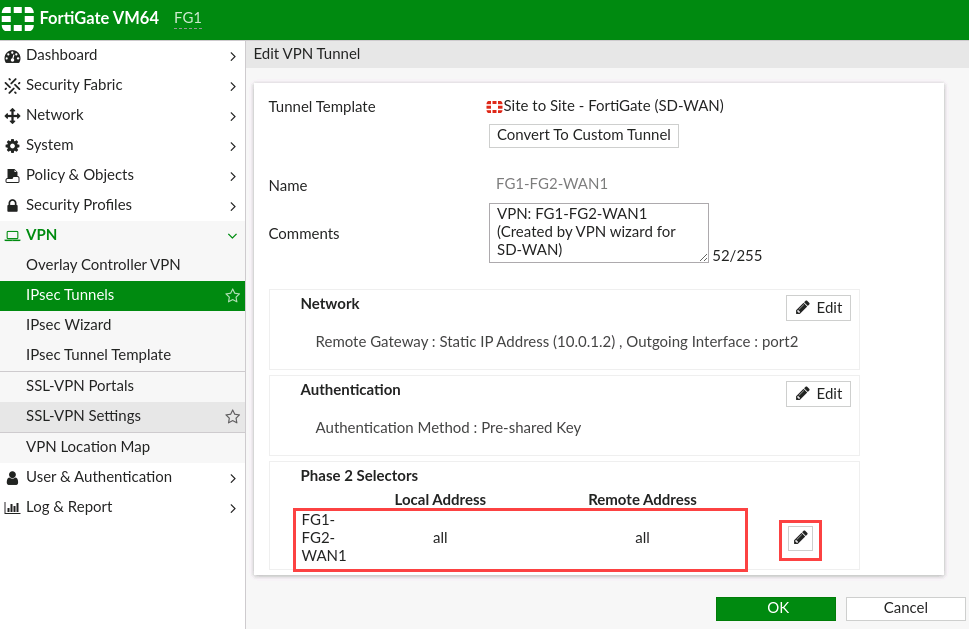 FortiGate VM64 FG1
Dashboard
Security Fabric
Network
System
Policy & Objects
Security Profiles
VPN
Overlay Controller VPN
IPsec Tunnels
IPsec Wizard
IPsec Tunnel Template
SSL-VPN Portals
SSL-VPN Settings
VPN Location Map
User & Authentication
Log & Report
Edit VPN Tunnel
Tunnel Template Site to Site - FortiGate (SD-WAN)
Convert To Custom Tunnel
Name FG1-FG2-WAN1
Comments
VPN: FG1-FG2-WAN1
(Created by VPN wizard for
SD-WAN)
52/255
Network Edit
Remote Gateway : Static IP Address (10.0.1.2) , Outgoing Interface : port2
Authentication Edit
Authentication Method : Pre-shared Key
Phase 2 Selectors
Local Address Remote Address
FG1-
FG2- all all
WAN1
OK Cancel